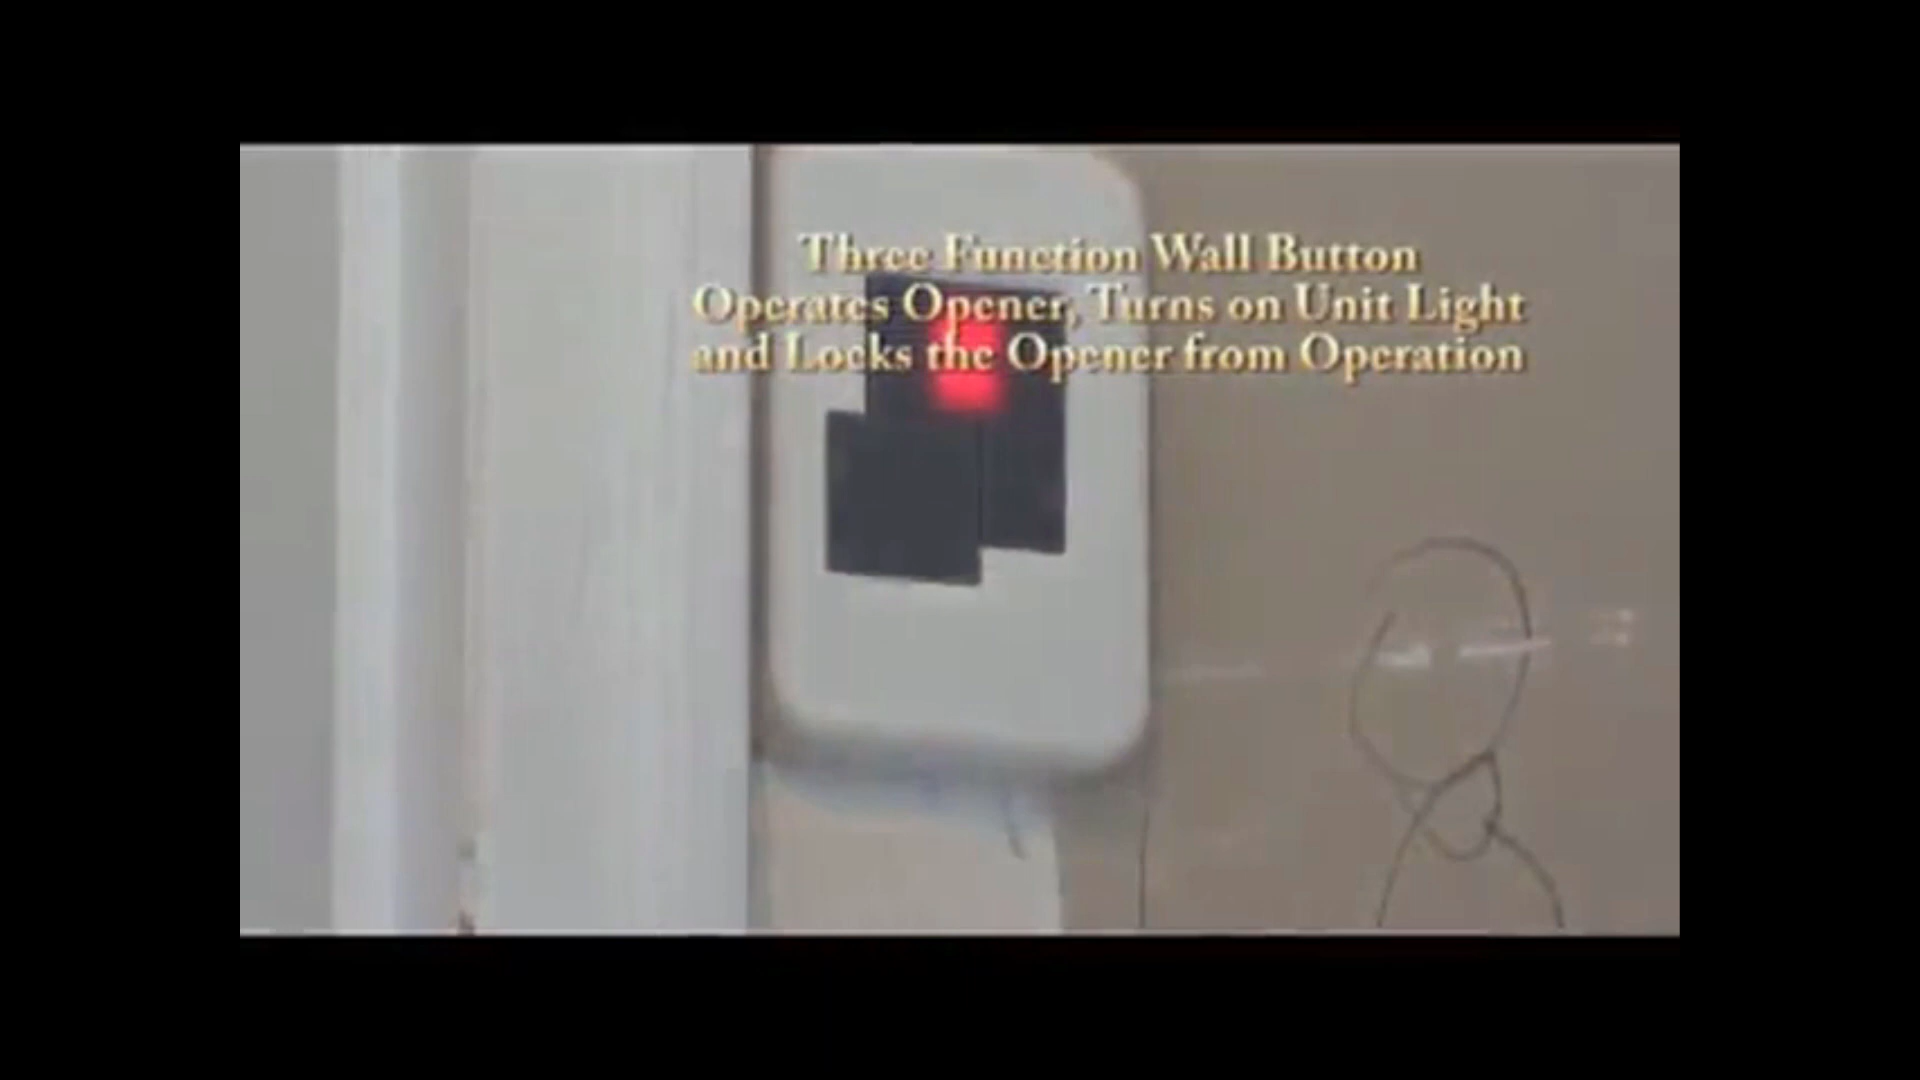 Three Function Wall Button
Operates Opener, Turns on Unit Light
and Locks the Opener from Operation